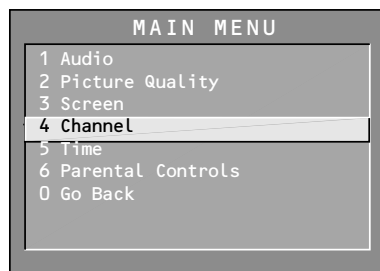 MAIN MENU
1 Audio
2 Picture Quality
3 Screen
4 Channel
5 Time
6 Parental Controls
0 Go Back